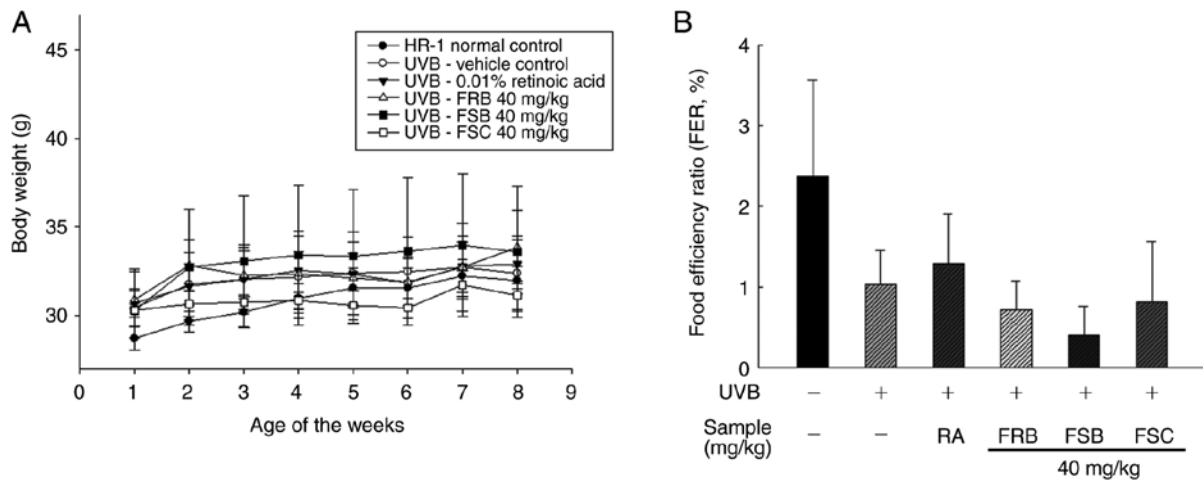 A
45
40
35
30
Body weight (g)
0 1 2 3 4 5 6 7 8 9
Age of the weeks
HR-1 normal control
UVB - vehicle control
UVB - 0.01% retinoic acid
UVB - FRB 40 mg/kg
UVB - FSB 40 mg/kg
UVB - FSC 40 mg/kg
B
4
3
2
1
0
Food efficiency ratio (FER, %)
UVB − + + + + +
Sample − − RA FRB FSB FSC
(mg/kg)
40 mg/kg